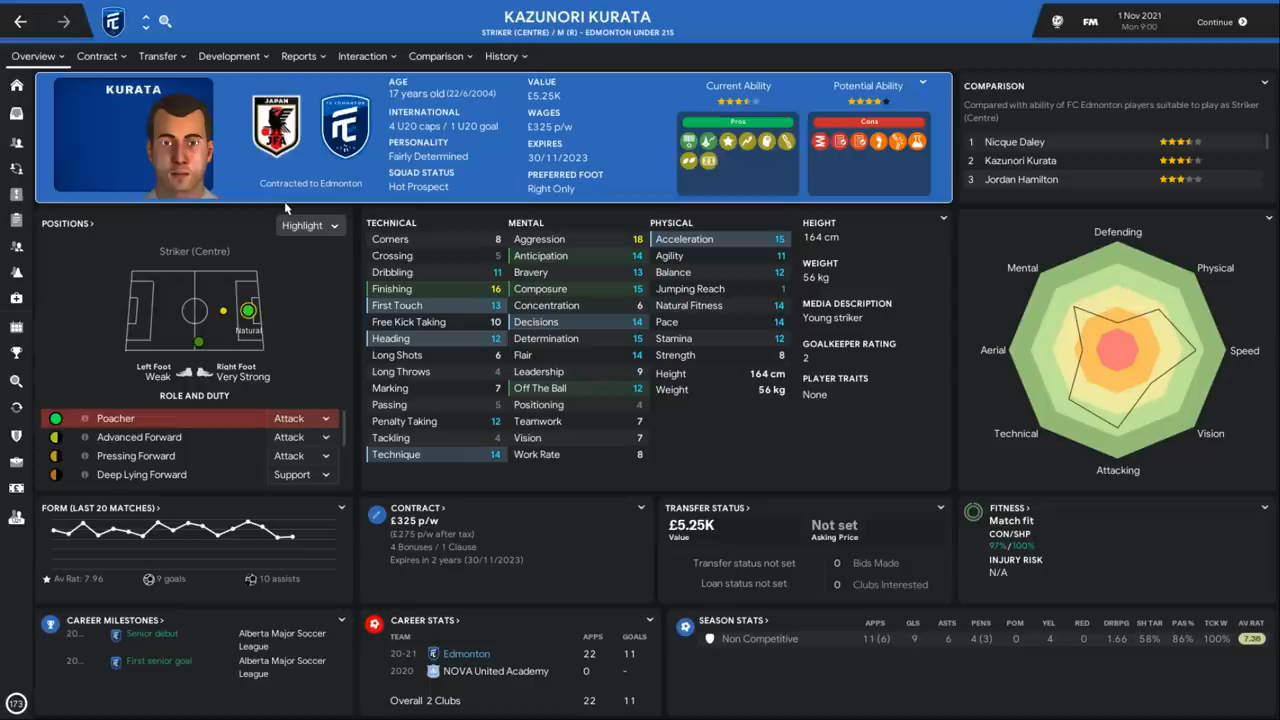 KAZUNORI KURATA
STRIKER (CENTRE) / M (R) - EDMONTON UNDER 21S
FM
1 Nov 2021
Mon 9:00
Continue
Overview
Contract
Transfer
Development
Reports
Interaction
Comparison
History
KURATA
JAPAN
JFA
Contracted to Edmonton
AGE
17 years old (22/6/2004)
INTERNATIONAL
4 U20 caps / 1 U20 goal
PERSONALITY
Fairly Determined
SQUAD STATUS
Hot Prospect
VALUE
£5.25K
WAGES
£325 p/w
EXPIRES
30/11/2023
PREFERRED FOOT
Right Only
Current Ability
Pros
Potential Ability
Cons
COMPARISON
Compared with ability of FC Edmonton players suitable to play as Striker
(Centre)
1 Nicque Daley
2 Kazunori Kurata
3 Jordan Hamilton
POSITIONS>
Highlight
Striker (Centre)
Natural
Left Foot
Weak
Right Foot
Very Strong
ROLE AND DUTY
Poacher Attack
Advanced Forward Attack
Pressing Forward Attack
Deep Lying Forward Support
TECHNICAL
Corners 8
Crossing 5
Dribbling 11
Finishing 16
First Touch 13
Free Kick Taking 10
Heading 12
Long Shots 6
Long Throws 4
Marking 7
Passing 5
Penalty Taking 12
Tackling 4
Technique 14
MENTAL
Aggression 18
Anticipation 14
Bravery 13
Composure 15
Concentration 6
Decisions 14
Determination 15
Flair 14
Leadership 9
Off The Ball 12
Positioning 4
Teamwork 7
Vision 7
Work Rate 8
PHYSICAL
Acceleration 15
Agility 11
Balance 12
Jumping Reach 1
Natural Fitness 14
Pace 14
Stamina 12
Strength 8
Height 164 cm
Weight 56 kg
HEIGHT
164 cm
WEIGHT
56 kg
MEDIA DESCRIPTION
Young striker
GOALKEEPER RATING
2
PLAYER TRAITS
None
Defending
Mental
Physical
Aerial
Speed
Technical
Vision
Attacking
FORM (LAST 20 MATCHES)>
Av Rat: 7.96
9 goals
10 assists
CONTRACT>
£325 p/w
(£275 p/w after tax)
4 Bonuses / 1 Clause
Expires in 2 years (30/11/2023)
TRANSFER STATUS>
£5.25K
Value
Not set
Asking Price
Transfer status not set 0 Bids Made
Loan status not set 0 Clubs Interested
FITNESS>
Match fit
CON/SHP
97% / 100%
INJURY RISK
N/A
CAREER MILESTONES>
20... Senior debut Alberta Major Soccer
League
20... First senior goal Alberta Major Soccer
League
CAREER STATS>
TEAM APPS GOALS
20-21 Edmonton 22 11
2020 NOVA United Academy 0 -
Overall 2 Clubs 22 11
SEASON STATS> APPS GLS ASTS PENS POM YEL RED DRBPG SH TAR PAS % TCK W AV RAT
Non Competitive 11 (6) 9 6 4 (3) 0 4 0 1.66 58% 86% 100% 7.36
173